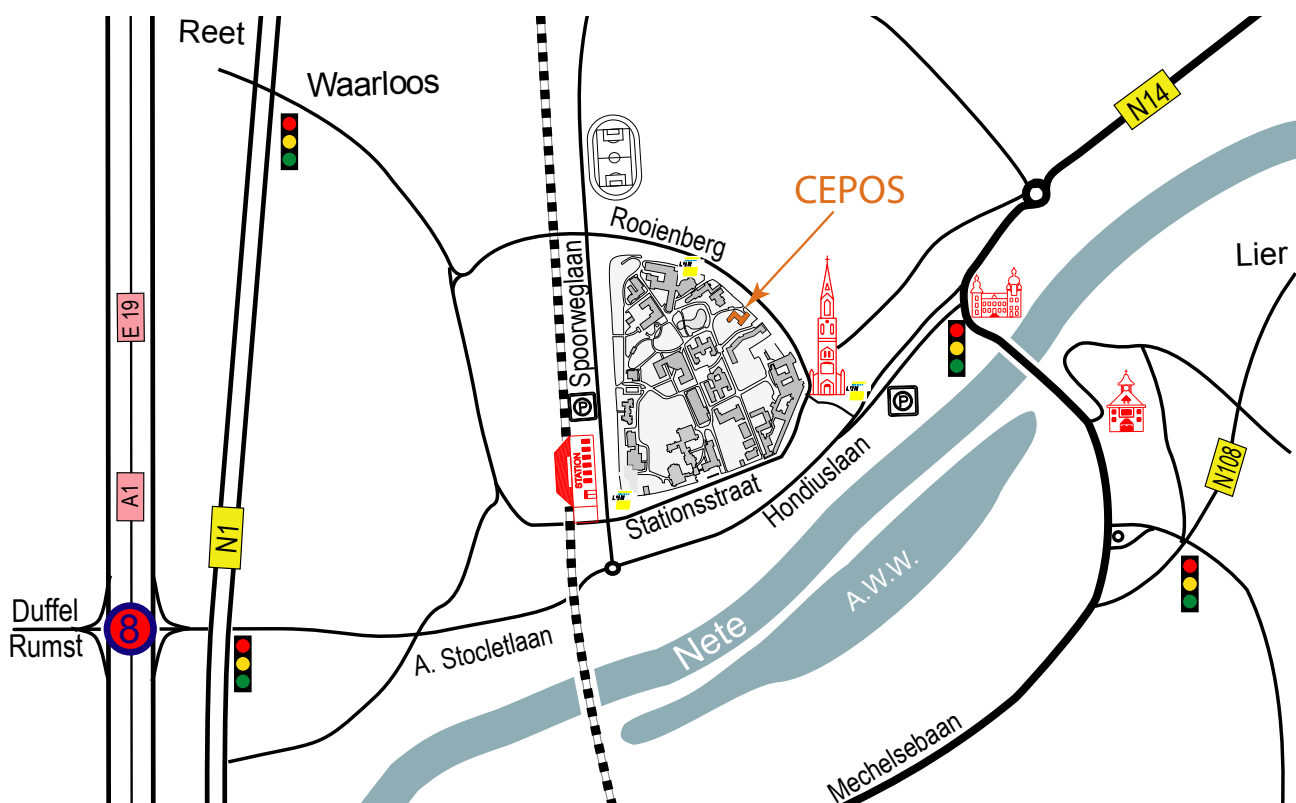 Reet
Waarloos
N14
CEPOS
Rooienberg
Lier
E 19
Spoorweglaan
P
P
STATION
N108
A1
Stationsstraat
Hondiuslaan
N1
A.W.W.
Duffel
8
Rumst
Nete
A. Stocletlaan
Mechelsebaan